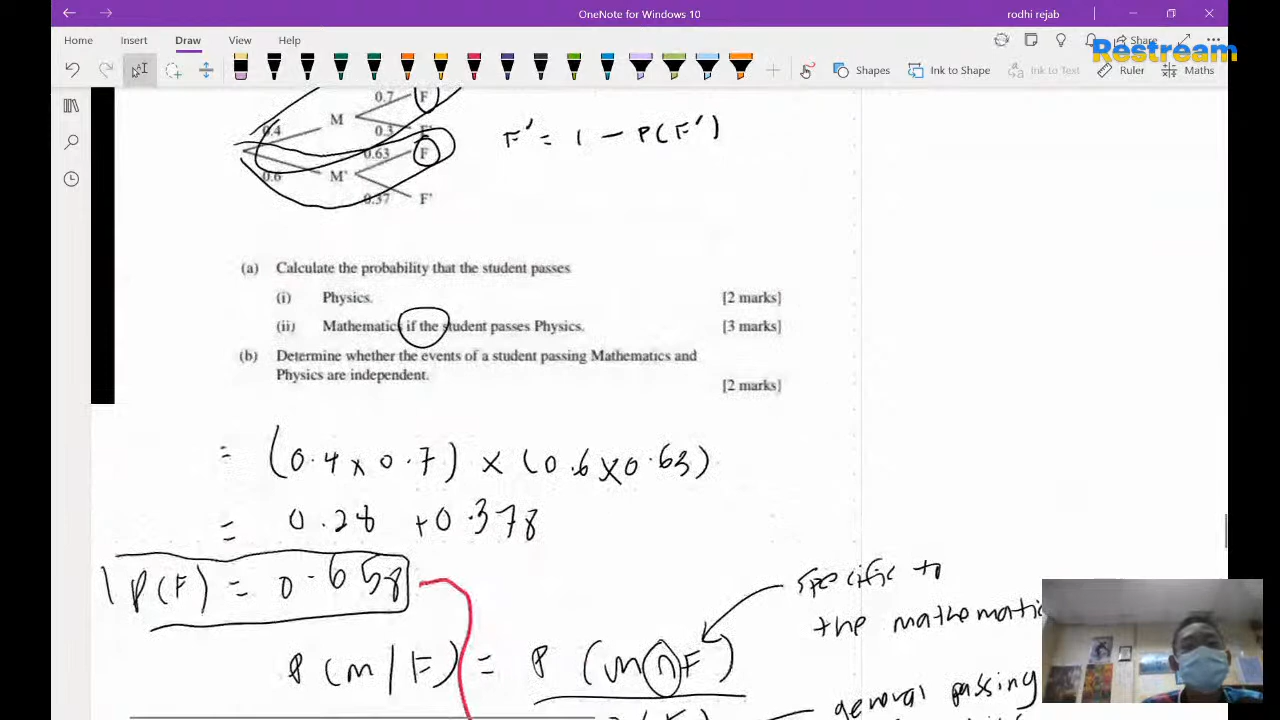 OneNote for Windows 10
rodhi rejab
Home Insert Draw View Help
Share
Restream
Shapes Ink to Shape Ink to Text Ruler Maths
0.7 F
0.4 M
0.3 F'
F' = 1 - P(F')
0.63 F
0.6 M'
0.37 F'
(a) Calculate the probability that the student passes
(i) Physics. [2 marks]
(ii) Mathematics if the student passes Physics. [3 marks]
(b) Determine whether the events of a student passing Mathematics and
Physics are independent.
[2 marks]
= (0.4 x 0.7) x (0.6 x 0.63)
= 0.28 + 0.378
P(F) = 0.658
specific to
the mathematic
P(m/F) = P(m∩F)
general passing